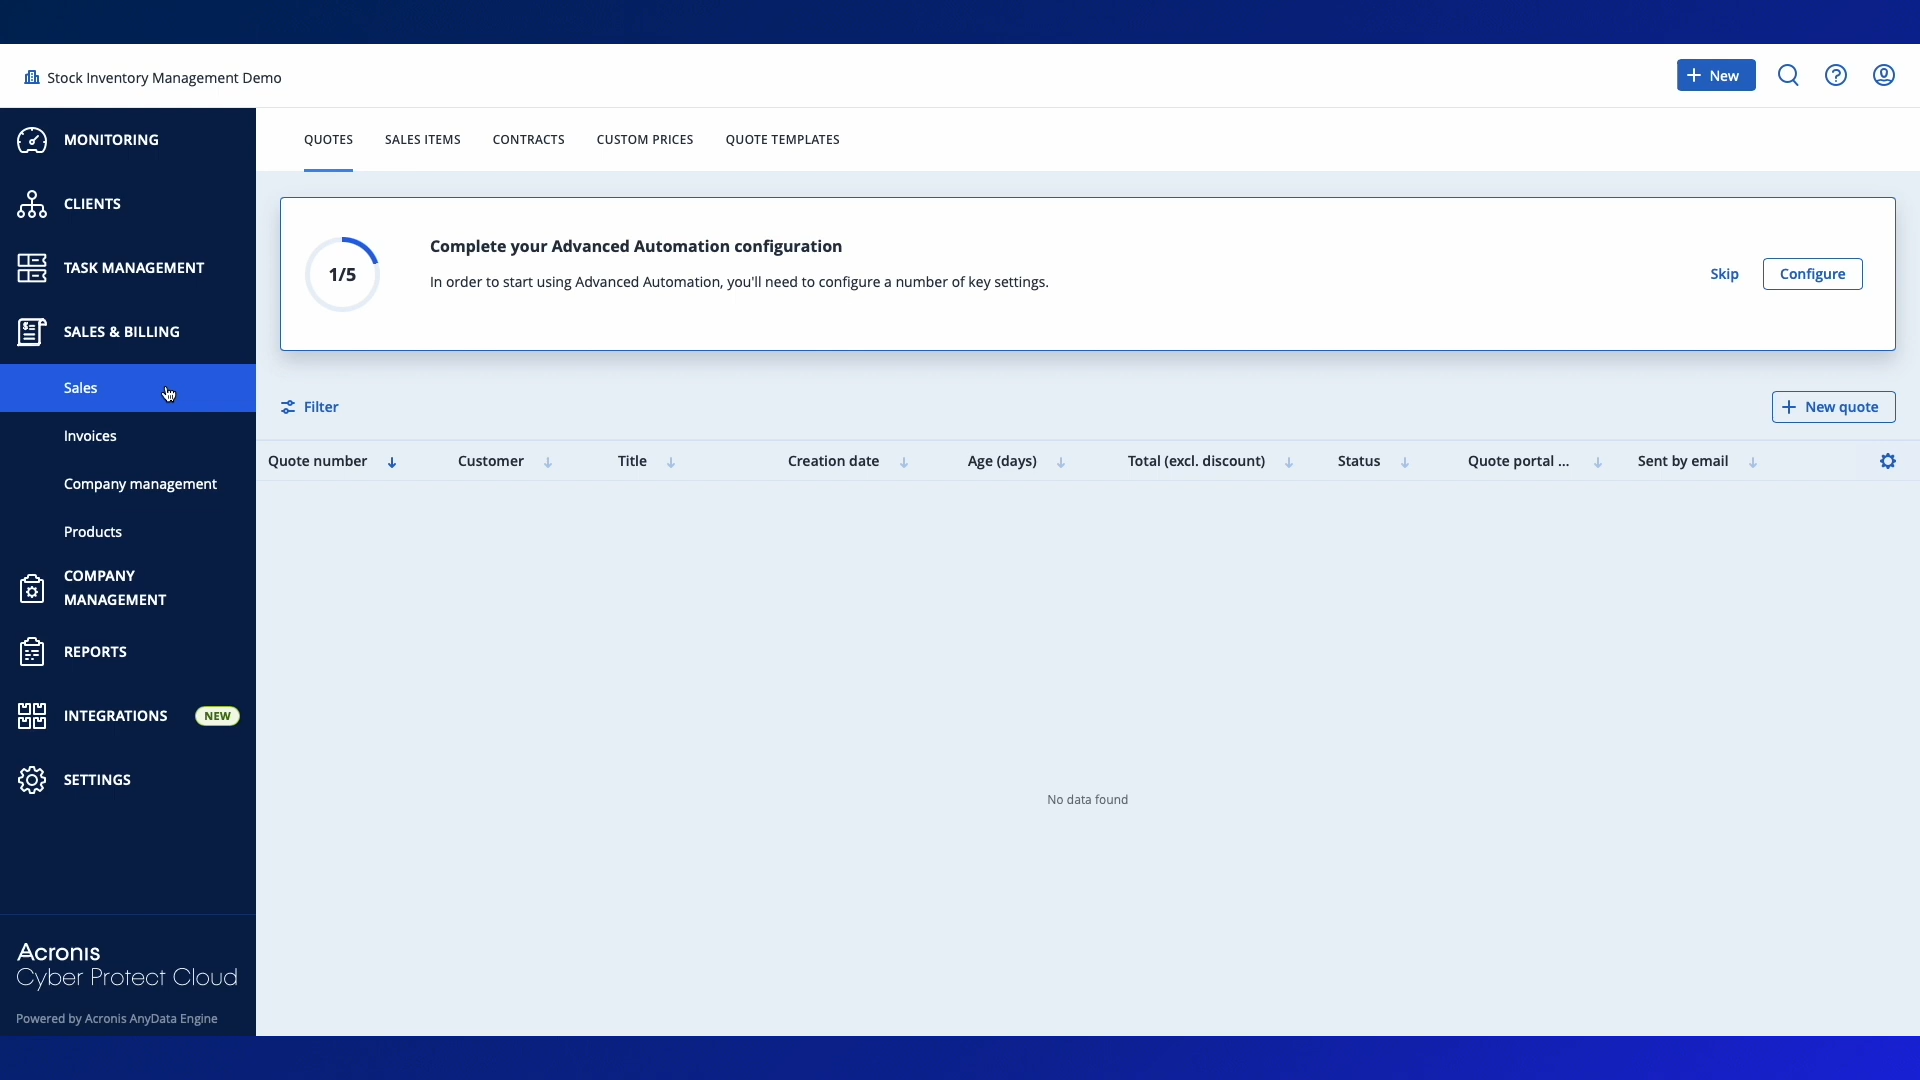 Stock Inventory Management Demo
New
MONITORING
CLIENTS
TASK MANAGEMENT
SALES & BILLING
Sales
Invoices
Company management
Products
COMPANY
MANAGEMENT
REPORTS
INTEGRATIONS NEW
SETTINGS
Acronis
Cyber Protect Cloud
Powered by Acronis AnyData Engine
QUOTES SALES ITEMS CONTRACTS CUSTOM PRICES QUOTE TEMPLATES
1/5
Complete your Advanced Automation configuration
In order to start using Advanced Automation, you'll need to configure a number of key settings.
Skip Configure
Filter
New quote
Quote number Customer Title Creation date Age (days) Total (excl. discount) Status Quote portal ... Sent by email
No data found